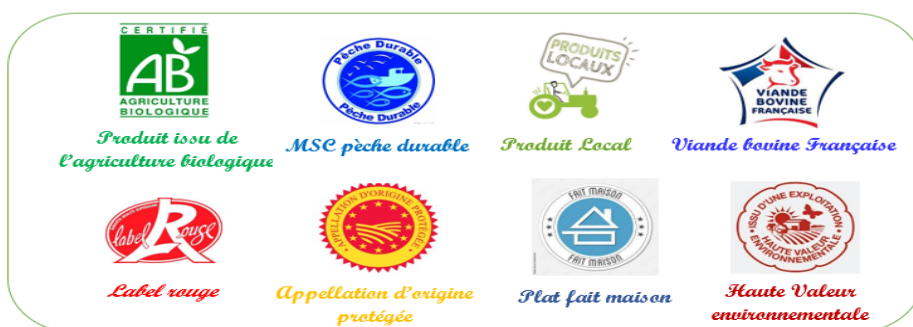 CERTIFIÉ
AB
AGRICULTURE
BIOLOGIQUE
Produit issu de
l'agriculture biologique
Pêche Durable
Pêche Durable
MSC pèche durable
PRODUITS
LOCAUX
Produit Local
VIANDE
BOVINE
FRANÇAISE
Viande bovine Française
label Rouge
Label rouge
APPELLATION D'ORIGINE PROTÉGÉE
Appellation d'origine
protégée
FAIT MAISON
FAIT MAISON
Plat fait maison
ISSU D'UNE EXPLOITATION
HAUTE VALEUR
ENVIRONNEMENTALE
Haute Valeur
environnementale